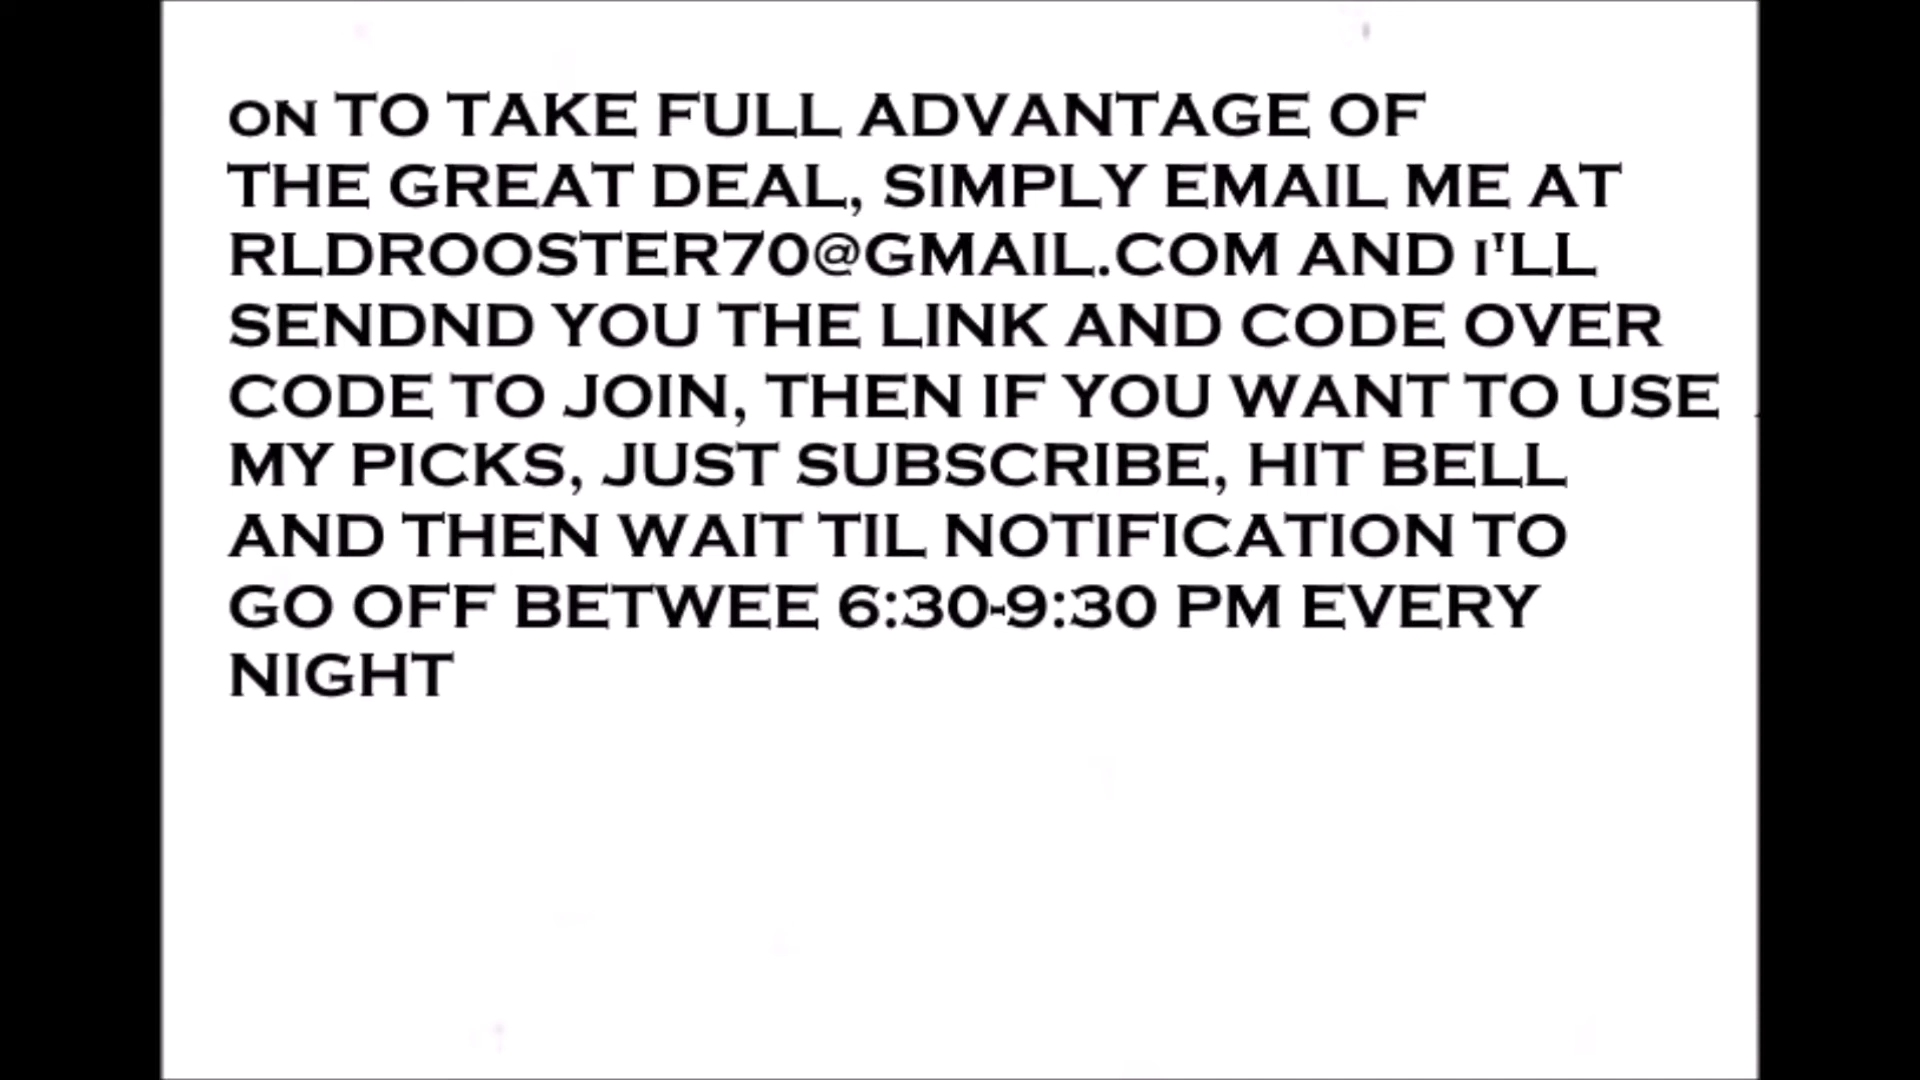 ON TO TAKE FULL ADVANTAGE OF
THE GREAT DEAL, SIMPLY EMAIL ME AT
RLDROOSTER70@GMAIL.COM AND I'LL
SENDND YOU THE LINK AND CODE OVER
CODE TO JOIN, THEN IF YOU WANT TO USE
MY PICKS, JUST SUBSCRIBE, HIT BELL
AND THEN WAIT TIL NOTIFICATION TO
GO OFF BETWEE 6:30-9:30 PM EVERY
NIGHT